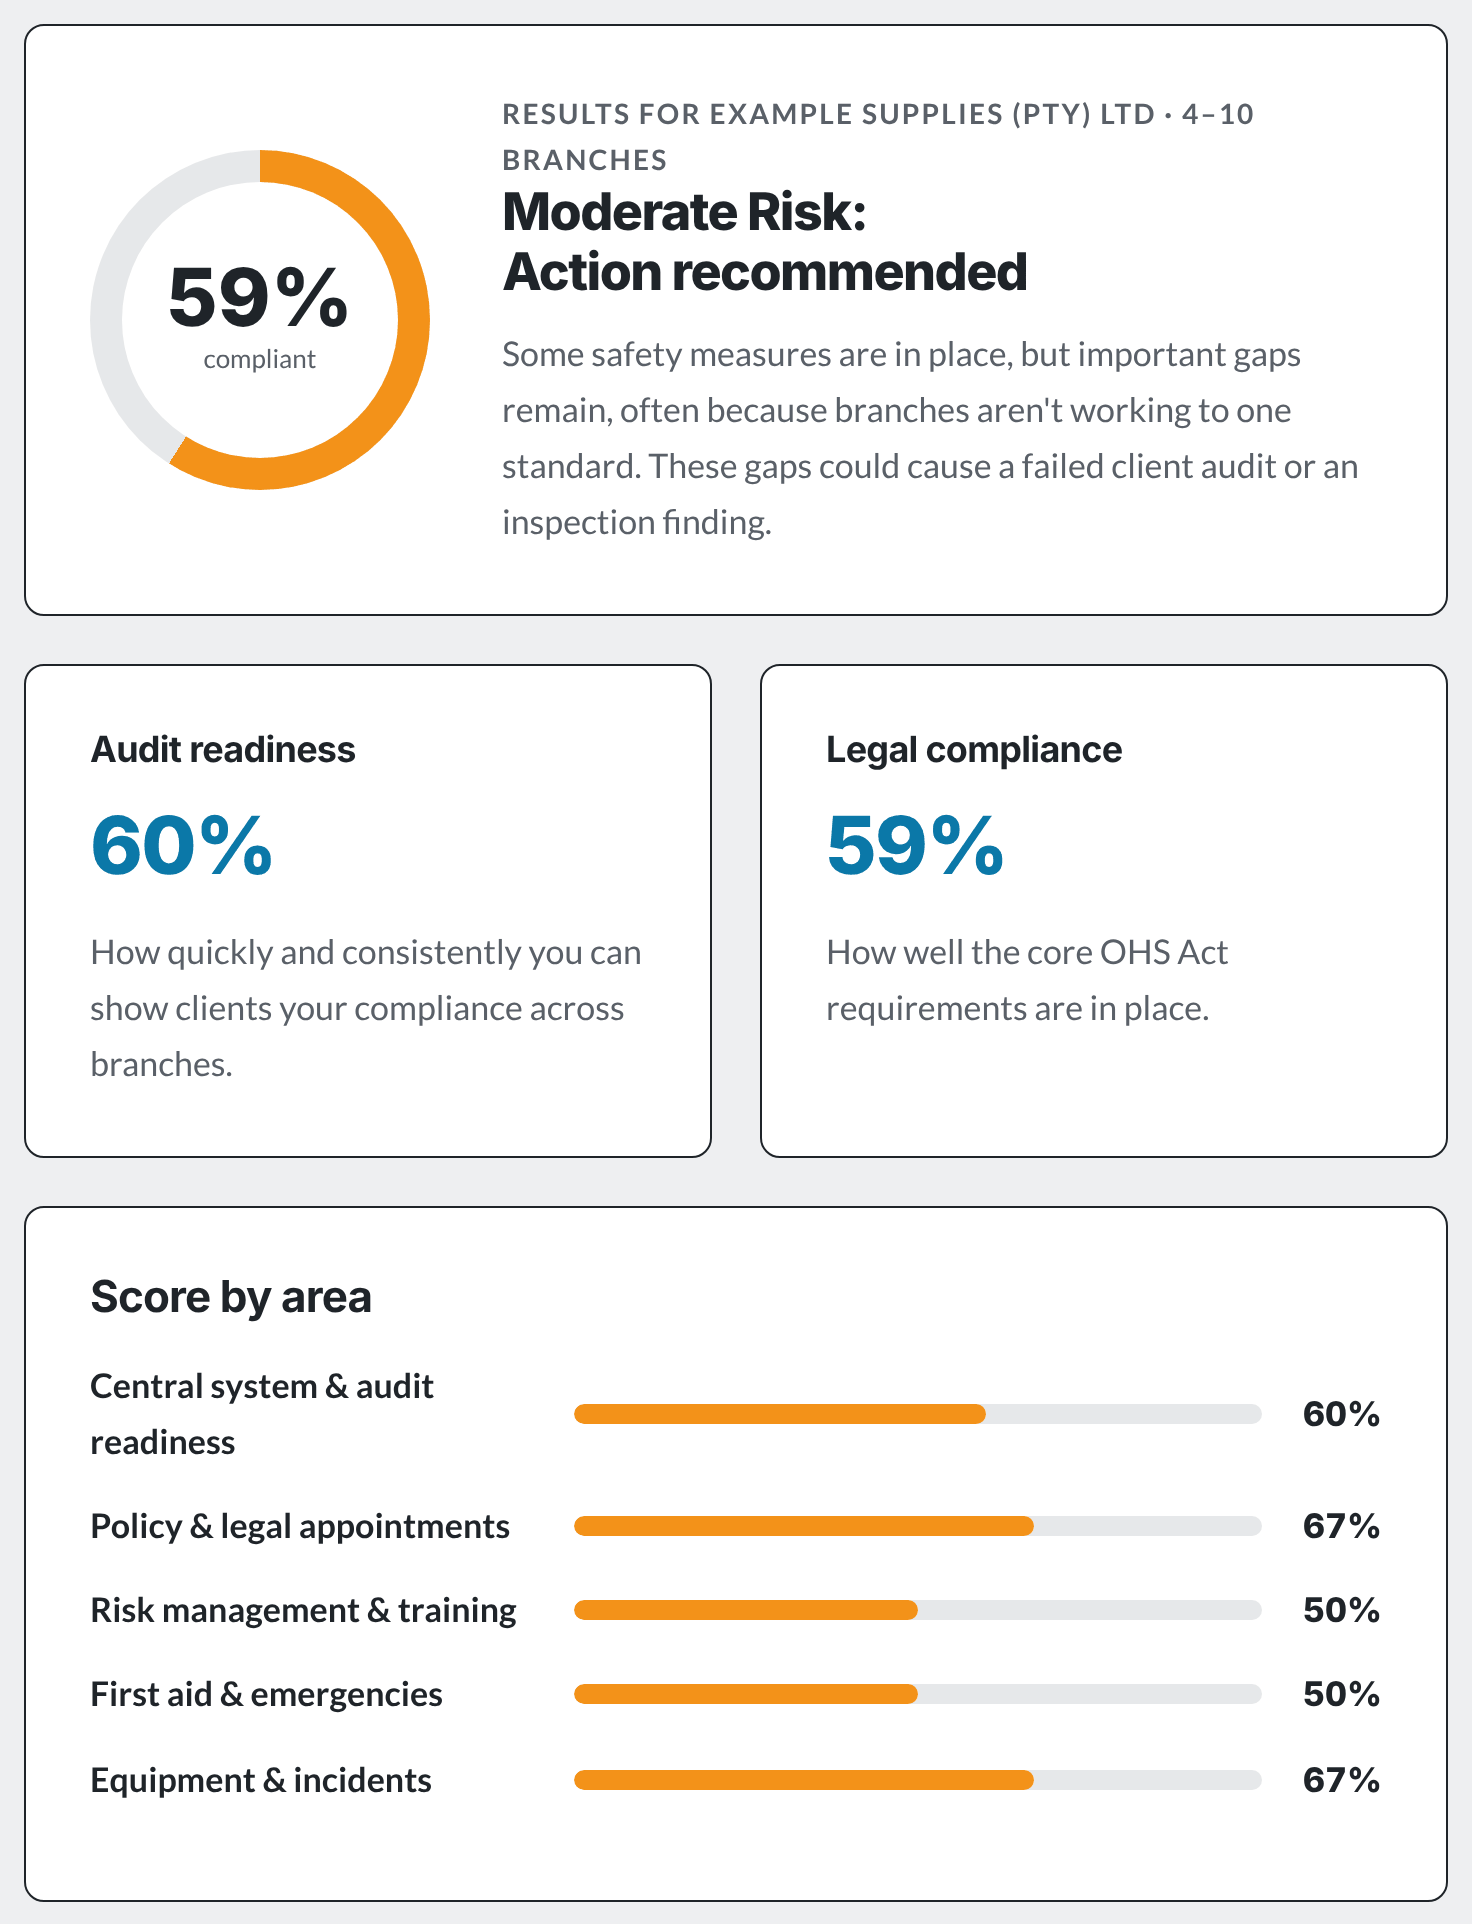 RESULTS FOR EXAMPLE SUPPLIES (PTY) LTD · 4–10
BRANCHES
Moderate Risk:
Action recommended
59%
compliant
Some safety measures are in place, but important gaps
remain, often because branches aren't working to one
standard. These gaps could cause a failed client audit or an
inspection finding.
Audit readiness
60%
How quickly and consistently you can
show clients your compliance across
branches.
Legal compliance
59%
How well the core OHS Act
requirements are in place.
Score by area
Central system & audit
readiness
60%
Policy & legal appointments
67%
Risk management & training
50%
First aid & emergencies
50%
Equipment & incidents
67%